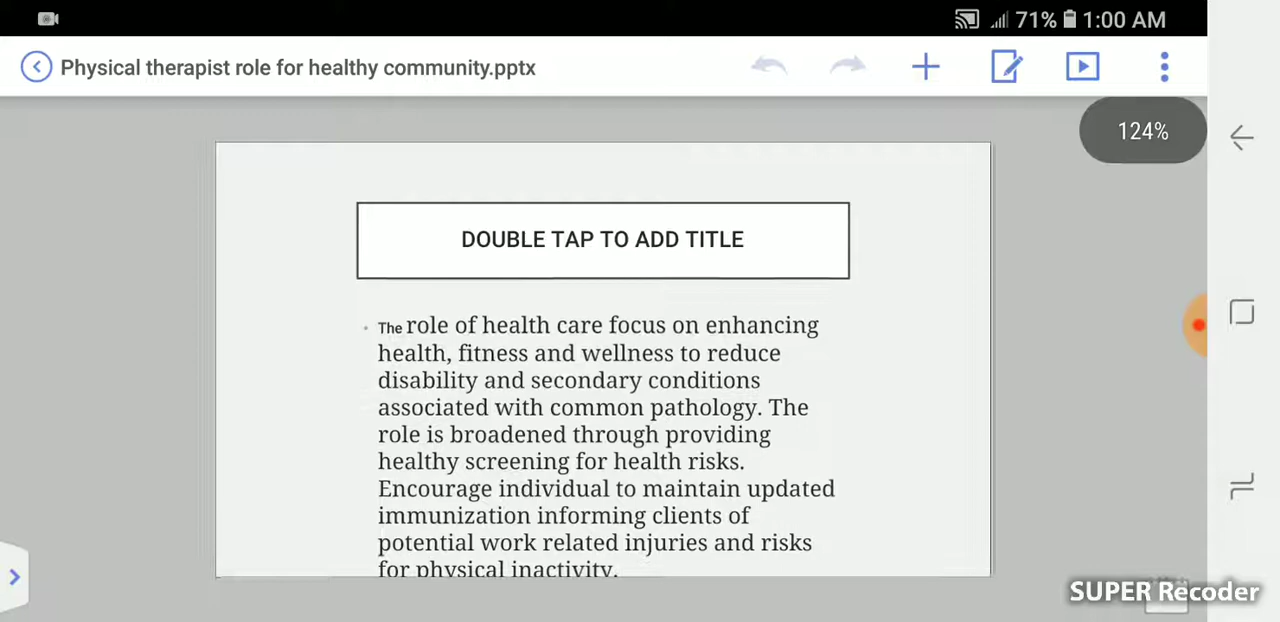 71% 1:00 AM
Physical therapist role for healthy community.pptx
124%
DOUBLE TAP TO ADD TITLE
The role of health care focus on enhancing
health, fitness and wellness to reduce
disability and secondary conditions
associated with common pathology. The
role is broadened through providing
healthy screening for health risks.
Encourage individual to maintain updated
immunization informing clients of
potential work related injuries and risks
for physical inactivity.
SUPER Recoder